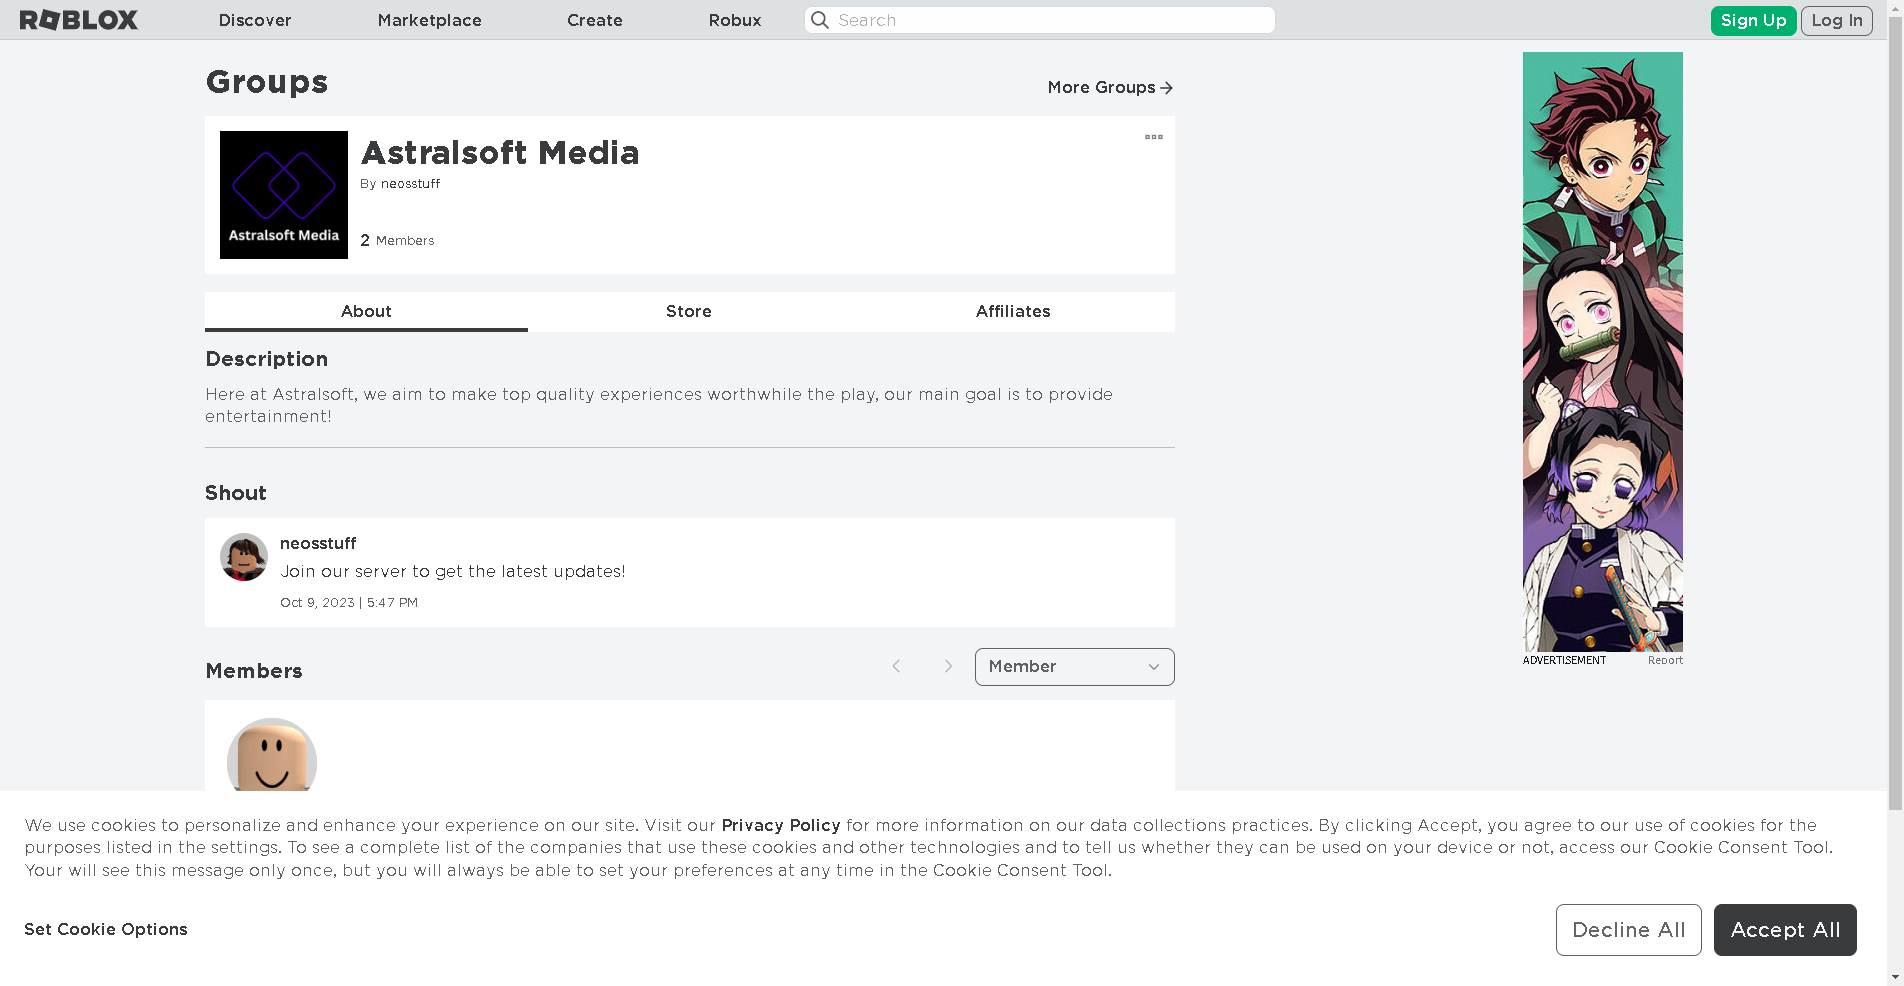 ROBLOX
Discover
Marketplace
Create
Robux
Search
Sign Up
Log In
Groups
More Groups
Astralsoft Media
Astralsoft Media
By neosstuff
2 Members
About
Store
Affiliates
Description
Here at Astralsoft, we aim to make top quality experiences worthwhile the play, our main goal is to provide
entertainment!
Shout
neosstuff
Join our server to get the latest updates!
Oct 9, 2023 | 5:47 PM
ADVERTISEMENT
Report
Members
Member
We use cookies to personalize and enhance your experience on our site. Visit our Privacy Policy for more information on our data collections practices. By clicking Accept, you agree to our use of cookies for the
purposes listed in the settings. To see a complete list of the companies that use these cookies and other technologies and to tell us whether they can be used on your device or not, access our Cookie Consent Tool.
Your will see this message only once, but you will always be able to set your preferences at any time in the Cookie Consent Tool.
Set Cookie Options
Decline All
Accept All